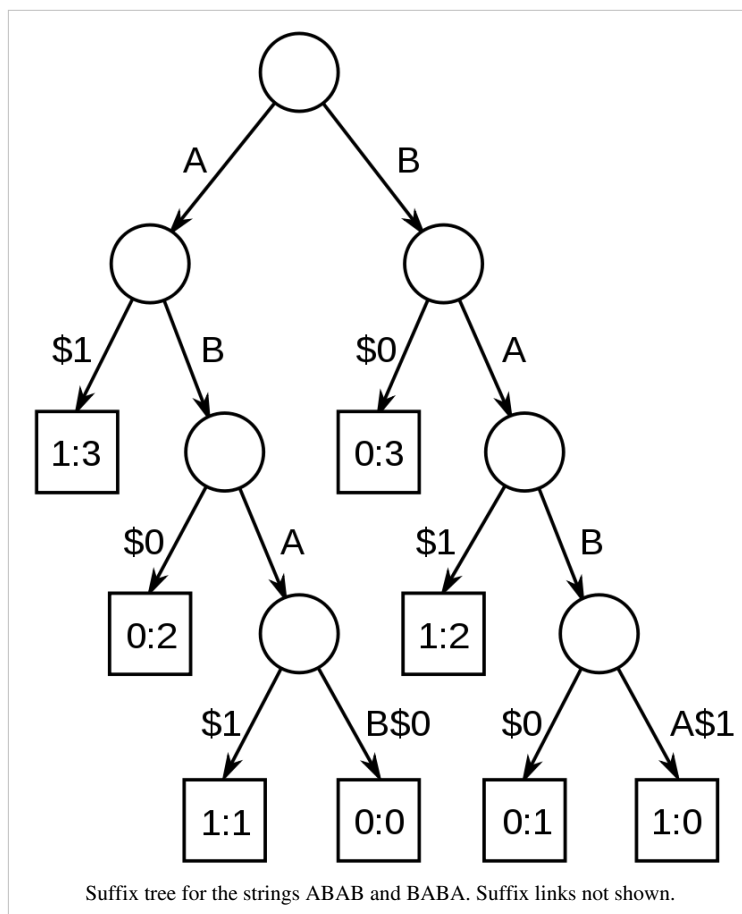 A B
$1 B $0 A
1:3 0:3
$0 A $1 B
0:2 1:2
$1 B$0 $0 A$1
1:1 0:0 0:1 1:0
Suffix tree for the strings ABAB and BABA. Suffix links not shown.